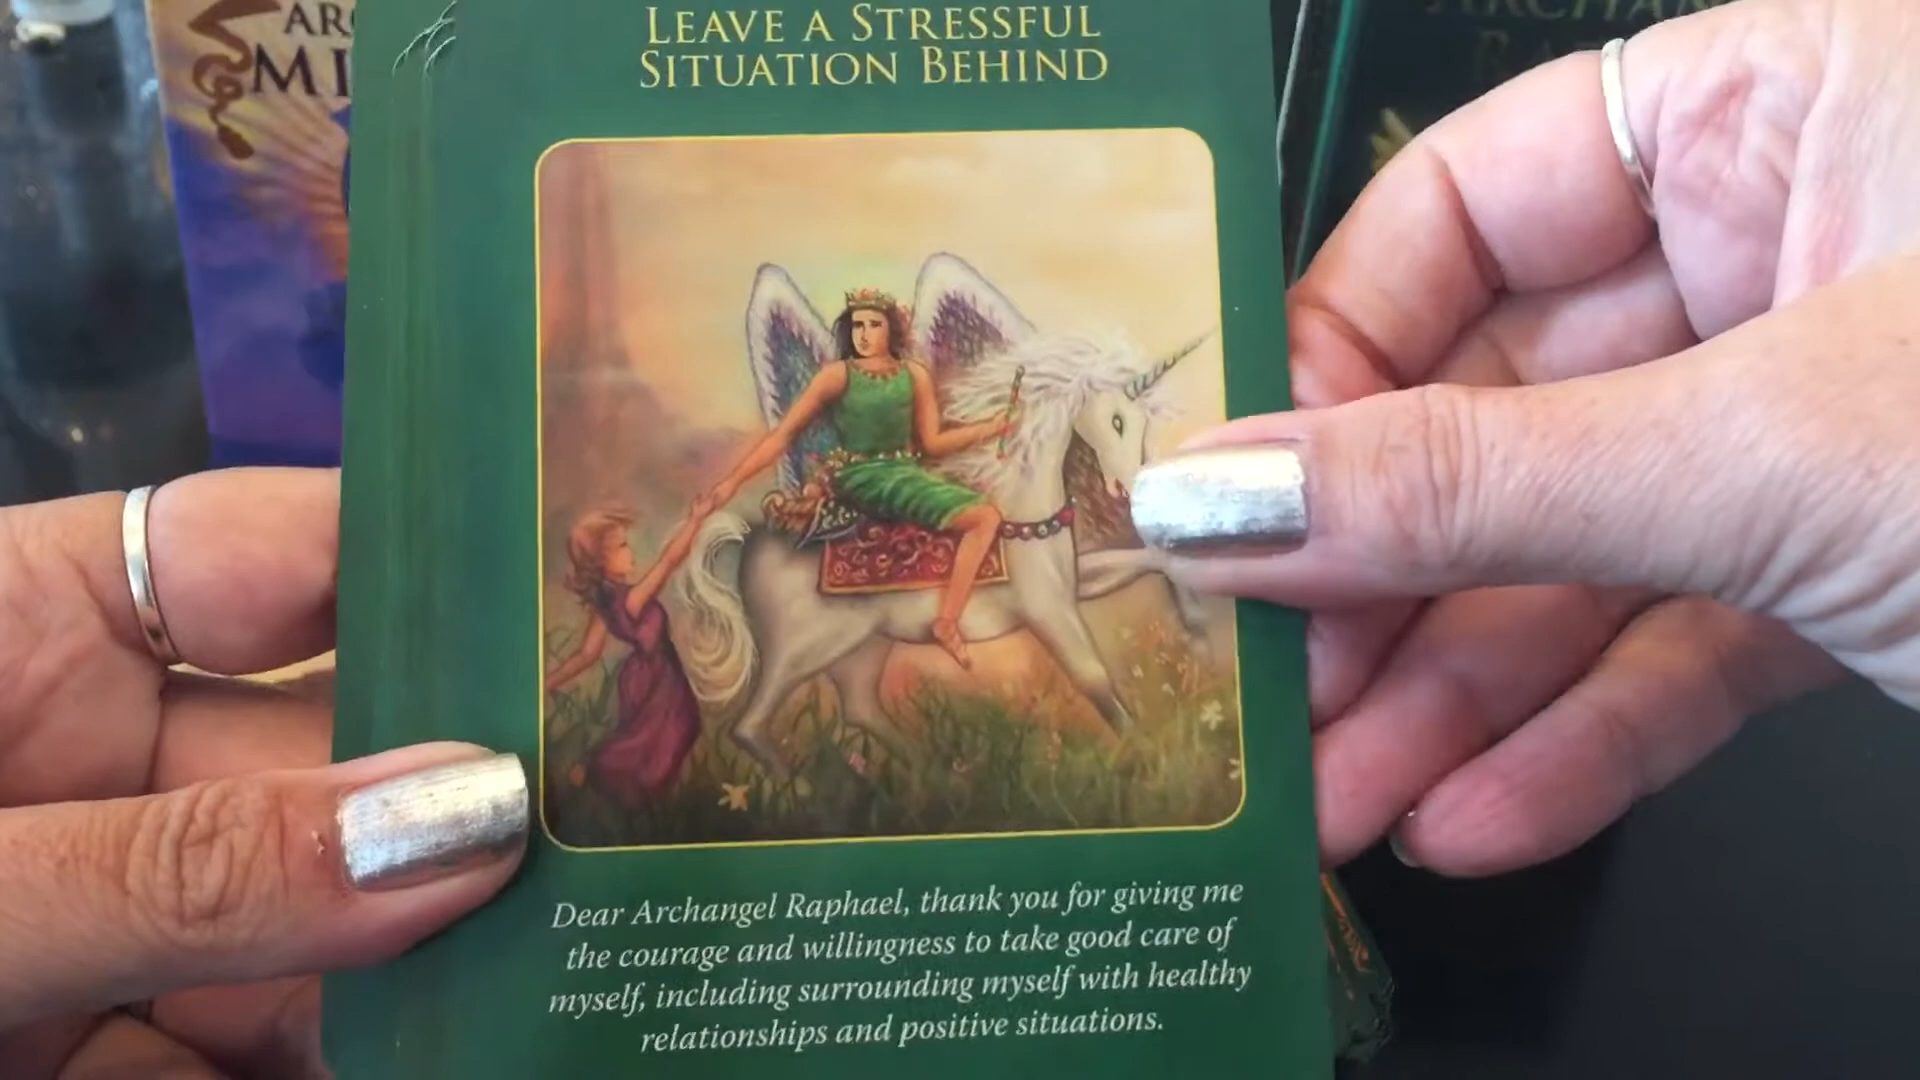 LEAVE A STRESSFUL
SITUATION BEHIND
Dear Archangel Raphael, thank you for giving me
the courage and willingness to take good care of
myself, including surrounding myself with healthy
relationships and positive situations.